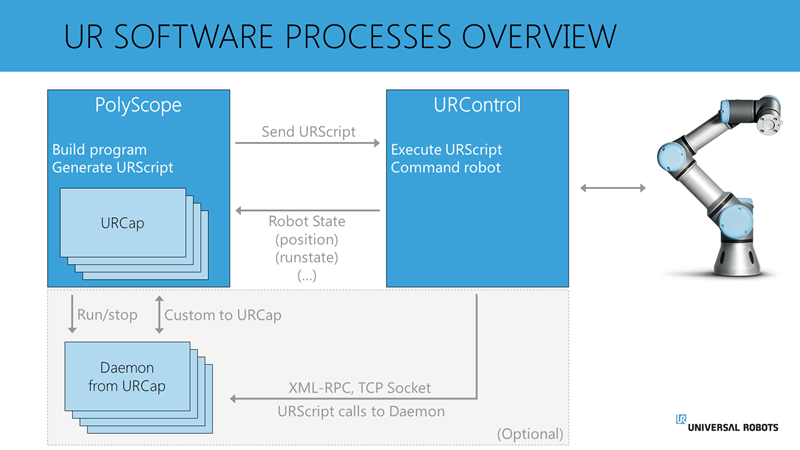 UR SOFTWARE PROCESSES OVERVIEW
PolyScope
Build program
Generate URScript
URCap
Send URScript
Robot State
(position)
(runstate)
(...)
URControl
Execute URScript
Command robot
Run/stop
Custom to URCap
Daemon
from URCap
XML-RPC, TCP Socket
URScript calls to Daemon
(Optional)
UR UNIVERSAL ROBOTS